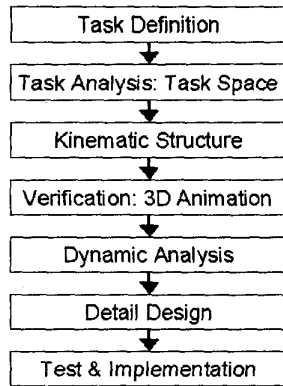 Task Definition
Task Analysis: Task Space
Kinematic Structure
Verification: 3D Animation
Dynamic Analysis
Detail Design
Test & Implementation